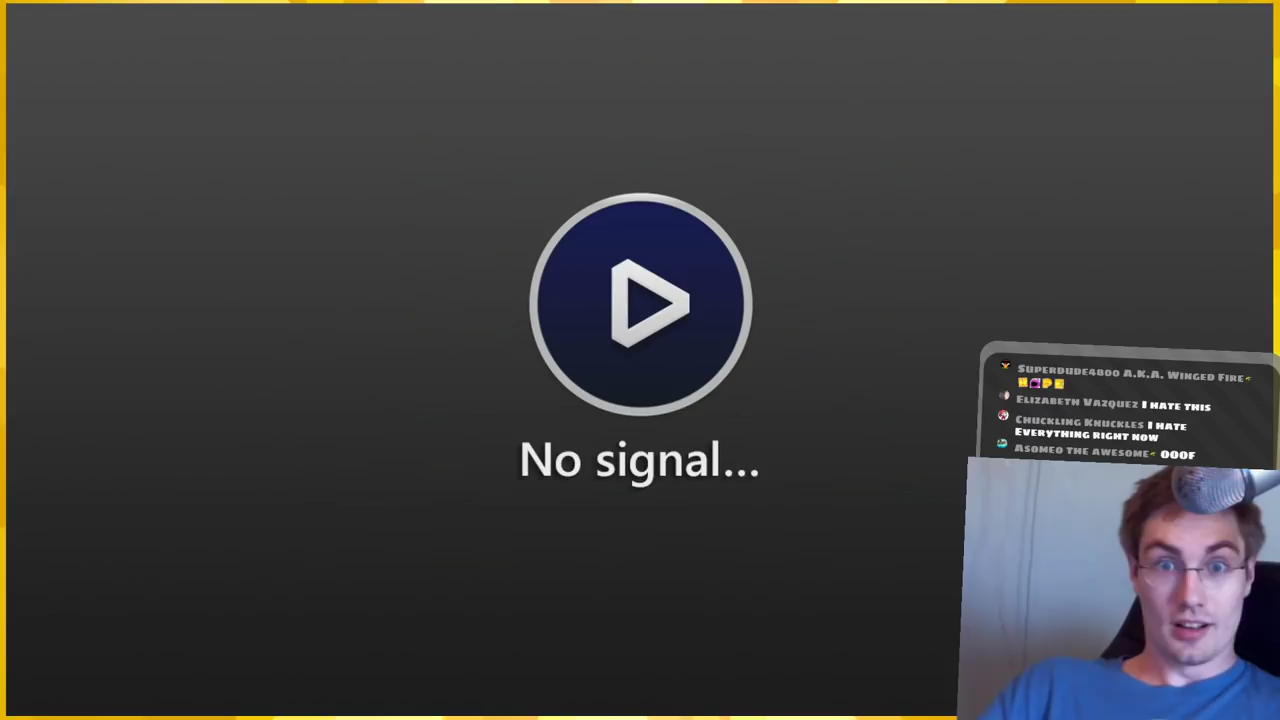 No signal...
Superdude4800 A.K.A. Winged Fire
Elizabeth Vazquez I hate this
Chuckling Knuckles I hate
Everything right now
Asomeo the awesome OOOF